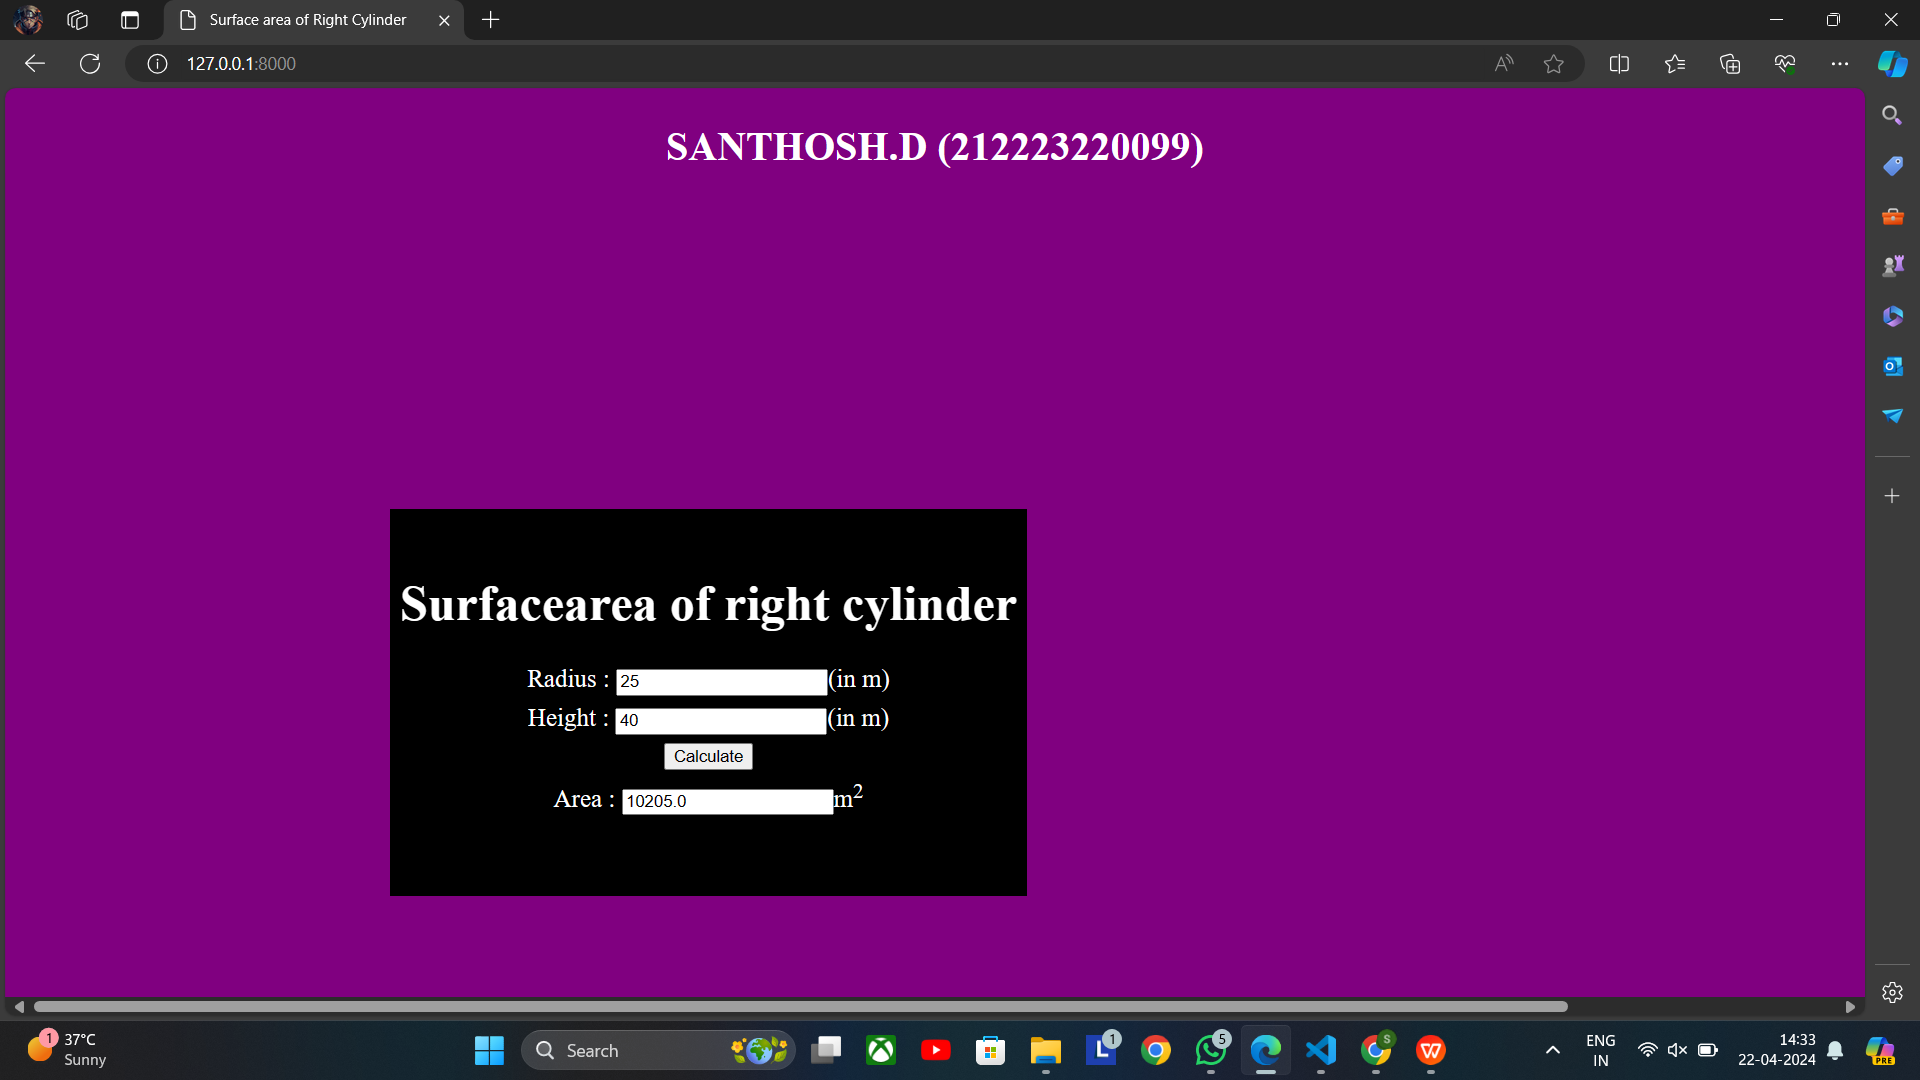 Surface area of Right Cylinder
127.0.0.1:8000
SANTHOSH.D (212223220099)
Surfacearea of right cylinder
Radius : 25 (in m)
Height : 40 (in m)
Calculate
Area : 10205.0 m²
1 37°C
Sunny
Search
L 1
5
S
W
ENG
IN
14:33
22-04-2024
PRE